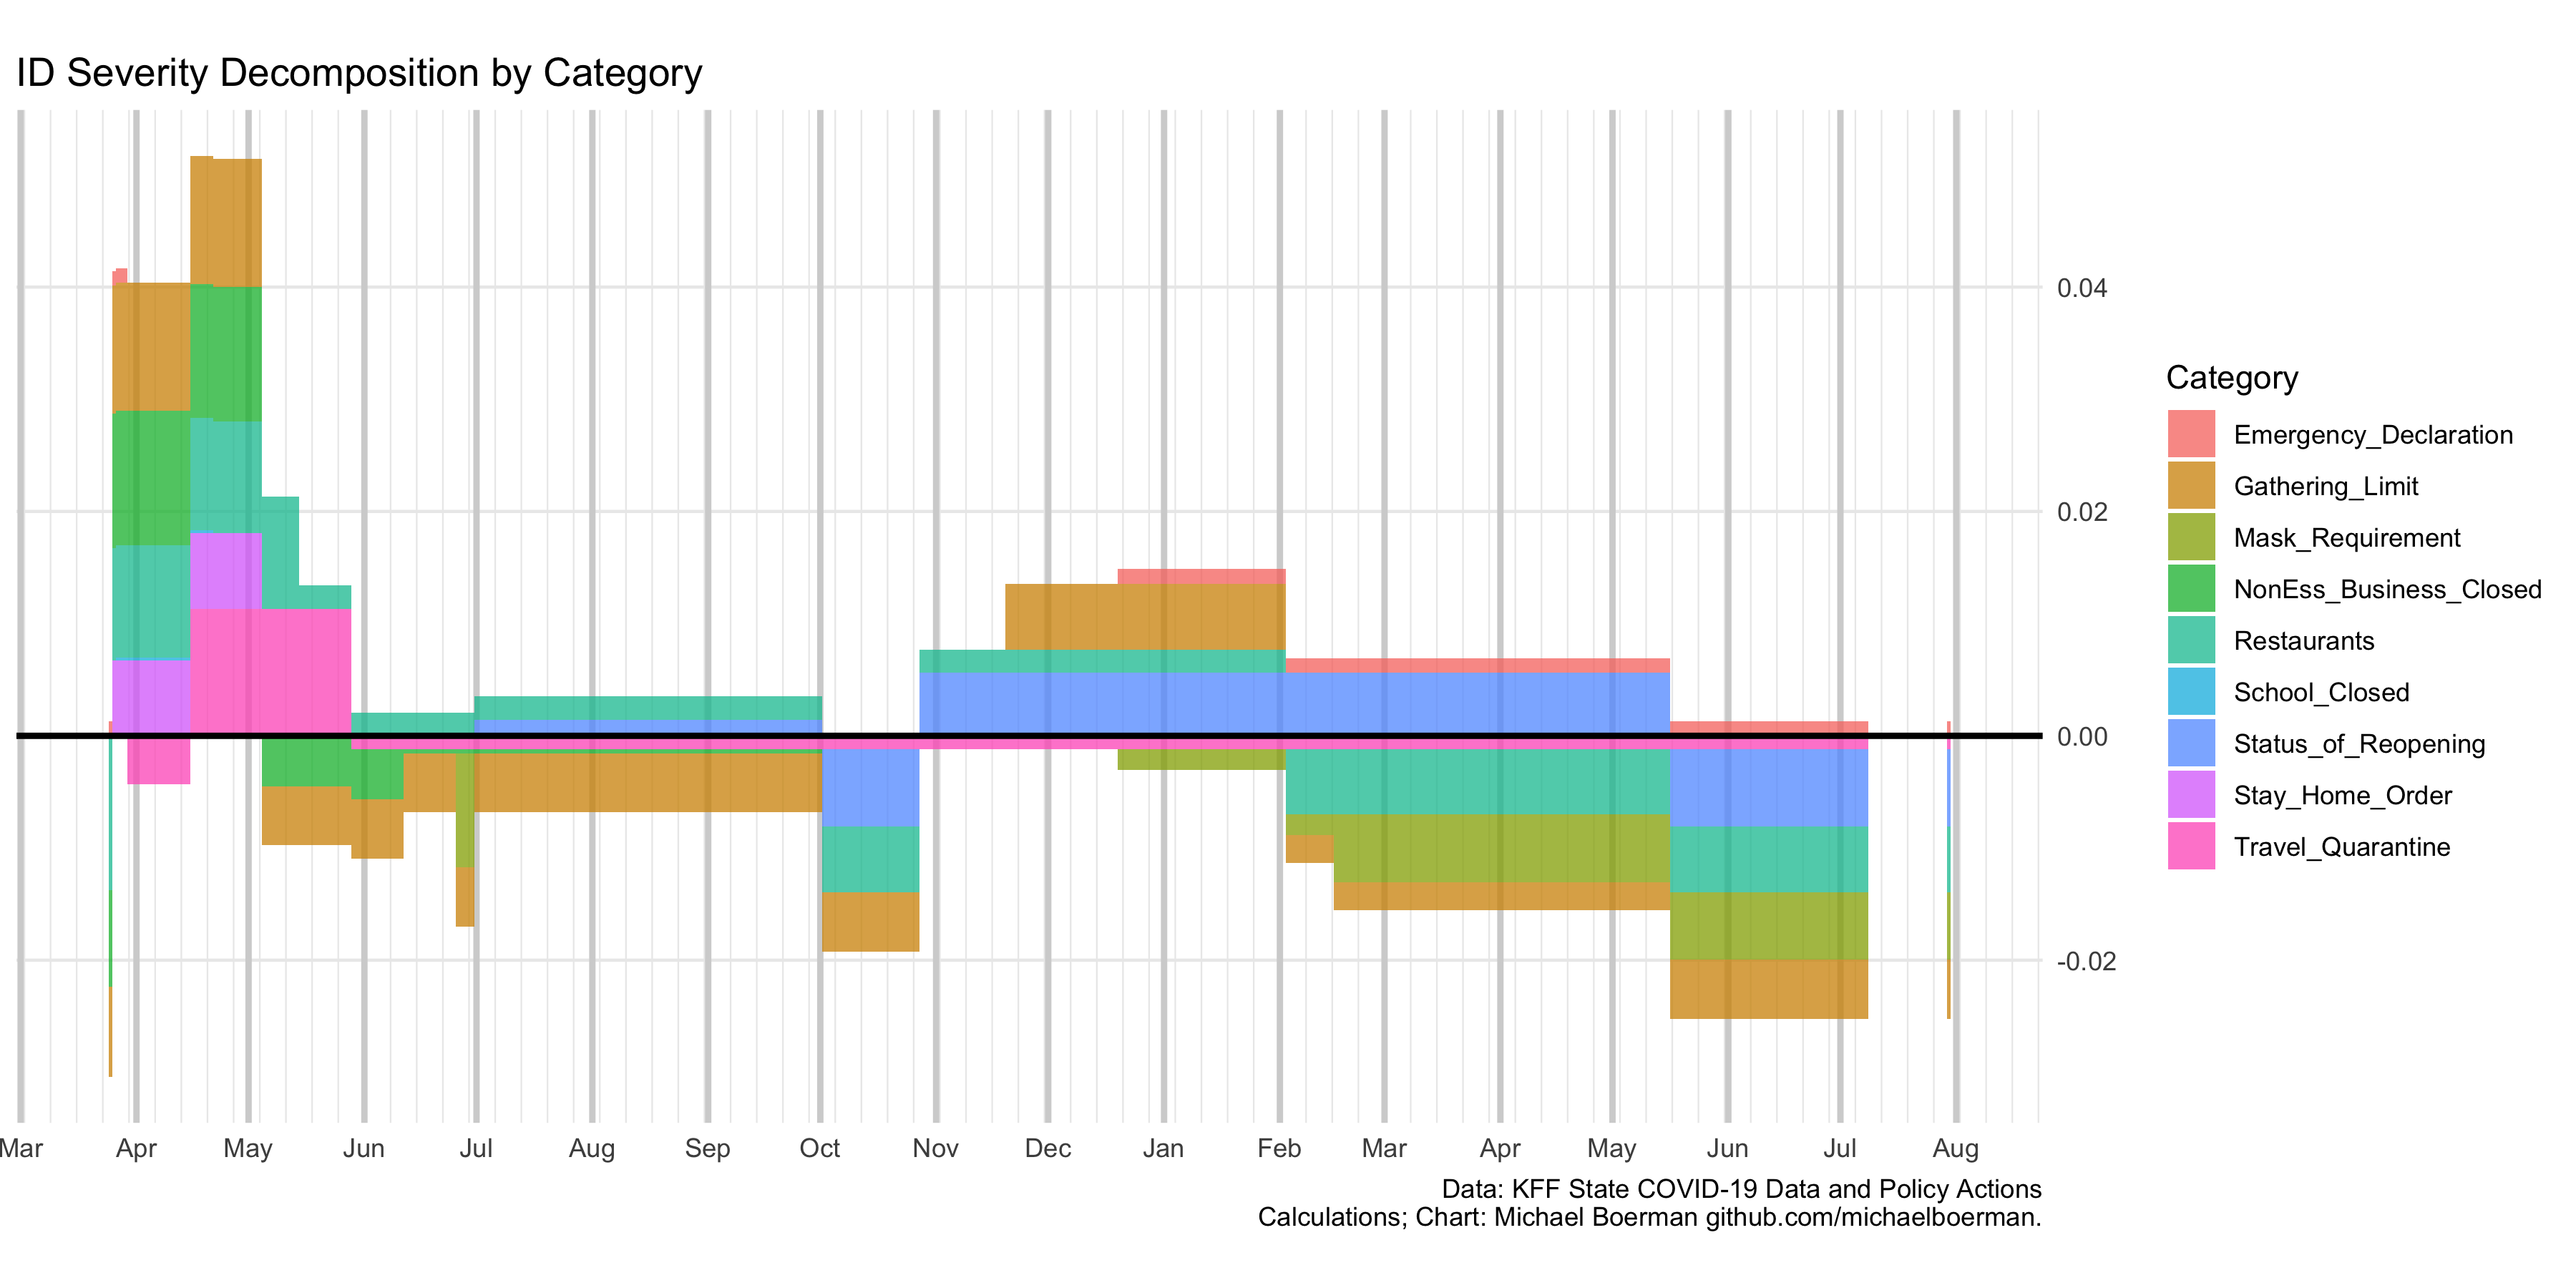 ID Severity Decomposition by Category
0.04
0.02
0.00
-0.02
Mar Apr May Jun Jul Aug Sep Oct Nov Dec Jan Feb Mar Apr May Jun Jul Aug
Category
Emergency_Declaration
Gathering_Limit
Mask_Requirement
NonEss_Business_Closed
Restaurants
School_Closed
Status_of_Reopening
Stay_Home_Order
Travel_Quarantine
Data: KFF State COVID-19 Data and Policy Actions
Calculations; Chart: Michael Boerman github.com/michaelboerman.